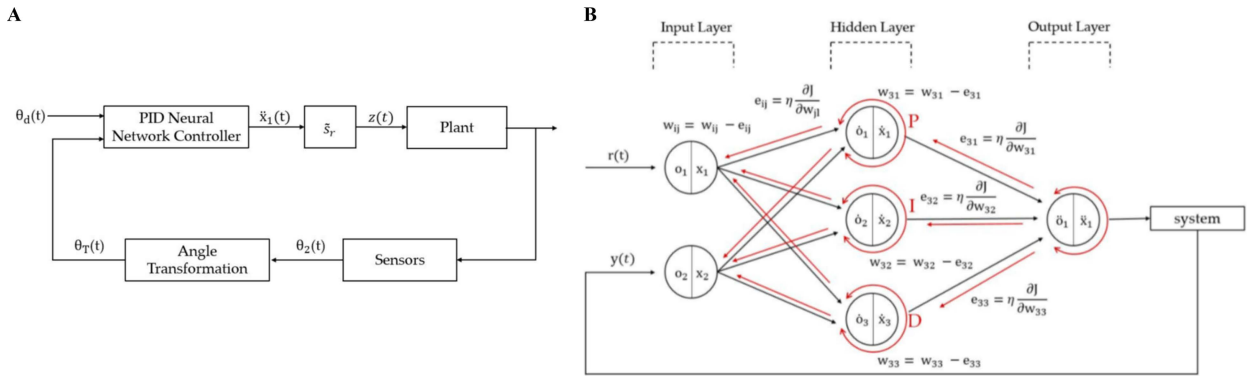 A
θd(t)
PID Neural
Network Controller
ẍ₁(t)
s̃r
z(t)
Plant
θT(t)
Angle
Transformation
θ₂(t)
Sensors
B
Input Layer
Hidden Layer
Output Layer
eij = η ∂J/∂wjl
w₃₁ = w₃₁ − e₃₁
wij = wij − eij
P
ȯ₁ ẋ₁
e₃₁ = η ∂J/∂w₃₁
r(t)
o₁ x₁
e₃₂ = η ∂J/∂w₃₂
I
ȯ₂ ẋ₂
ö₁ ẍ₁
system
y(t)
o₂ x₂
w₃₂ = w₃₂ − e₃₂
e₃₃ = η ∂J/∂w₃₃
ȯ₃ ẋ₃
D
w₃₃ = w₃₃ − e₃₃